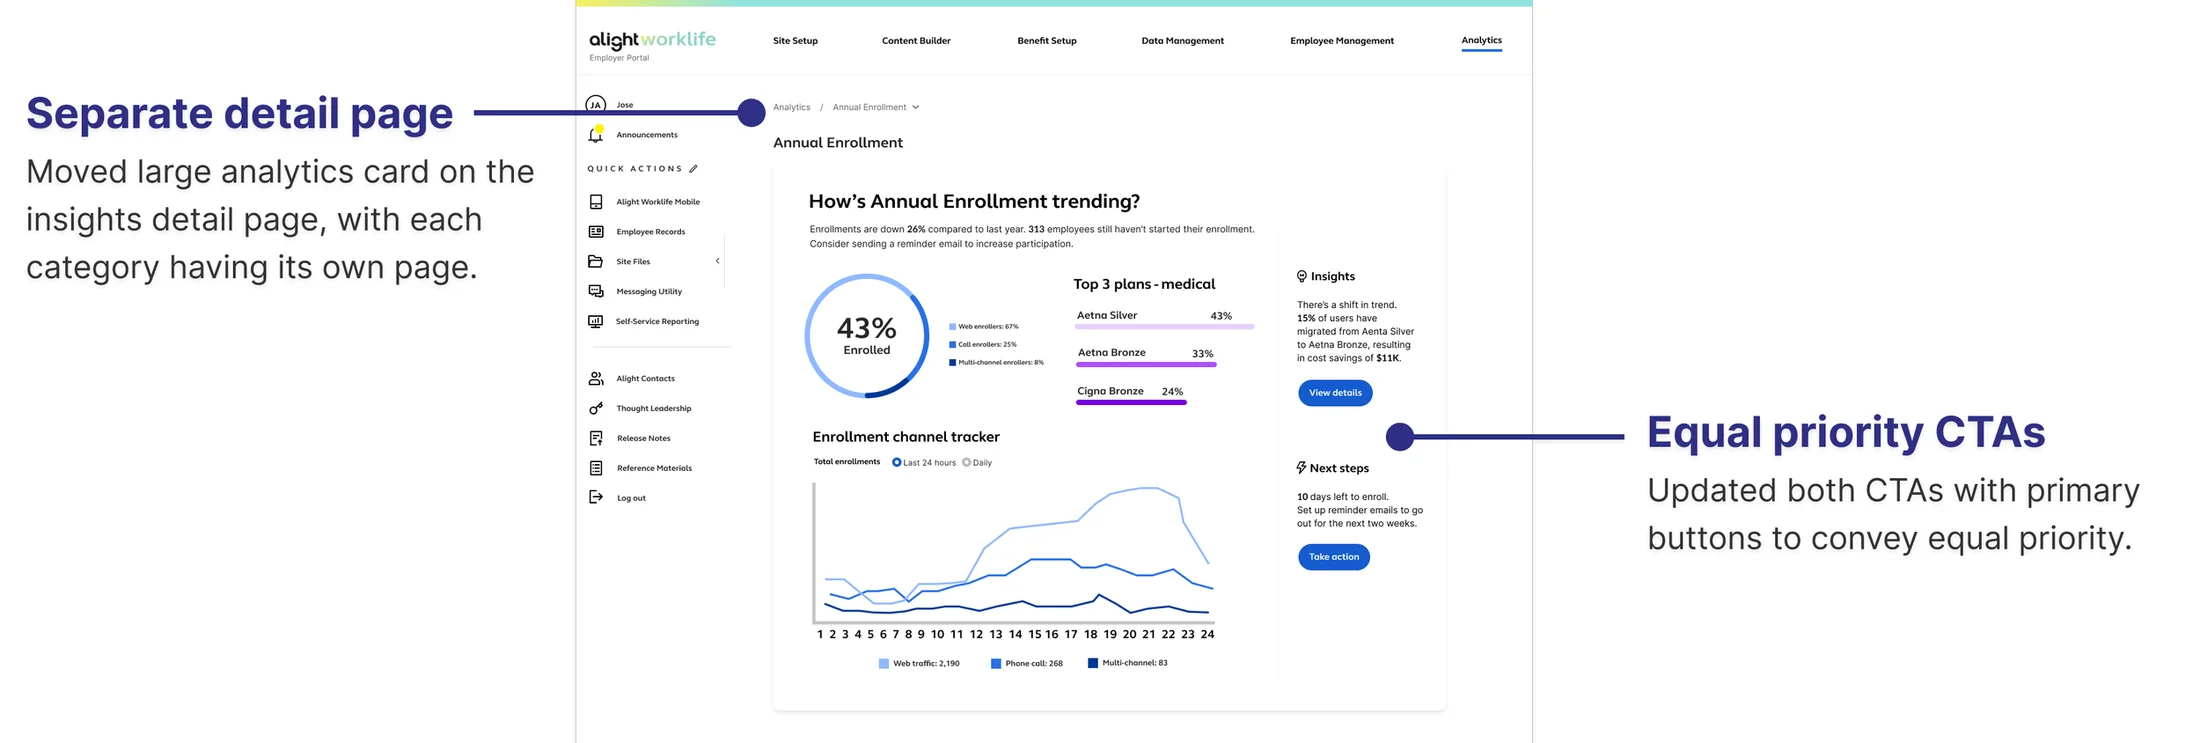 alightworklife
Employer Portal
Site Setup
Content Builder
Benefit Setup
Data Management
Employee Management
Analytics
Separate detail page
Moved large analytics card on the
insights detail page, with each
category having its own page.
JA
Jose
Announcements
QUICK ACTIONS
Alight Worklife Mobile
Employee Records
Site Files
Messaging Utility
Self-Service Reporting
Alight Contacts
Thought Leadership
Release Notes
Reference Materials
Log out
Analytics / Annual Enrollment
Annual Enrollment
How's Annual Enrollment trending?
Enrollments are down 26% compared to last year. 313 employees still haven't started their enrollment.
Consider sending a reminder email to increase participation.
43%
Enrolled
Web enrollers: 67%
Call enrollers: 25%
Multi-channel enrollers: 8%
Top 3 plans - medical
Aetna Silver 43%
Aetna Bronze 33%
Cigna Bronze 24%
Enrollment channel tracker
Total enrollments Last 24 hours Daily
1 2 3 4 5 6 7 8 9 10 11 12 13 14 15 16 17 18 19 20 21 22 23 24
Web traffic: 2,190 Phone call: 268 Multi-channel: 83
Insights
There's a shift in trend.
15% of users have
migrated from Aenta Silver
to Aetna Bronze, resulting
in cost savings of $11K.
View details
Next steps
10 days left to enroll.
Set up reminder emails to go
out for the next two weeks.
Take action
Equal priority CTAs
Updated both CTAs with primary
buttons to convey equal priority.